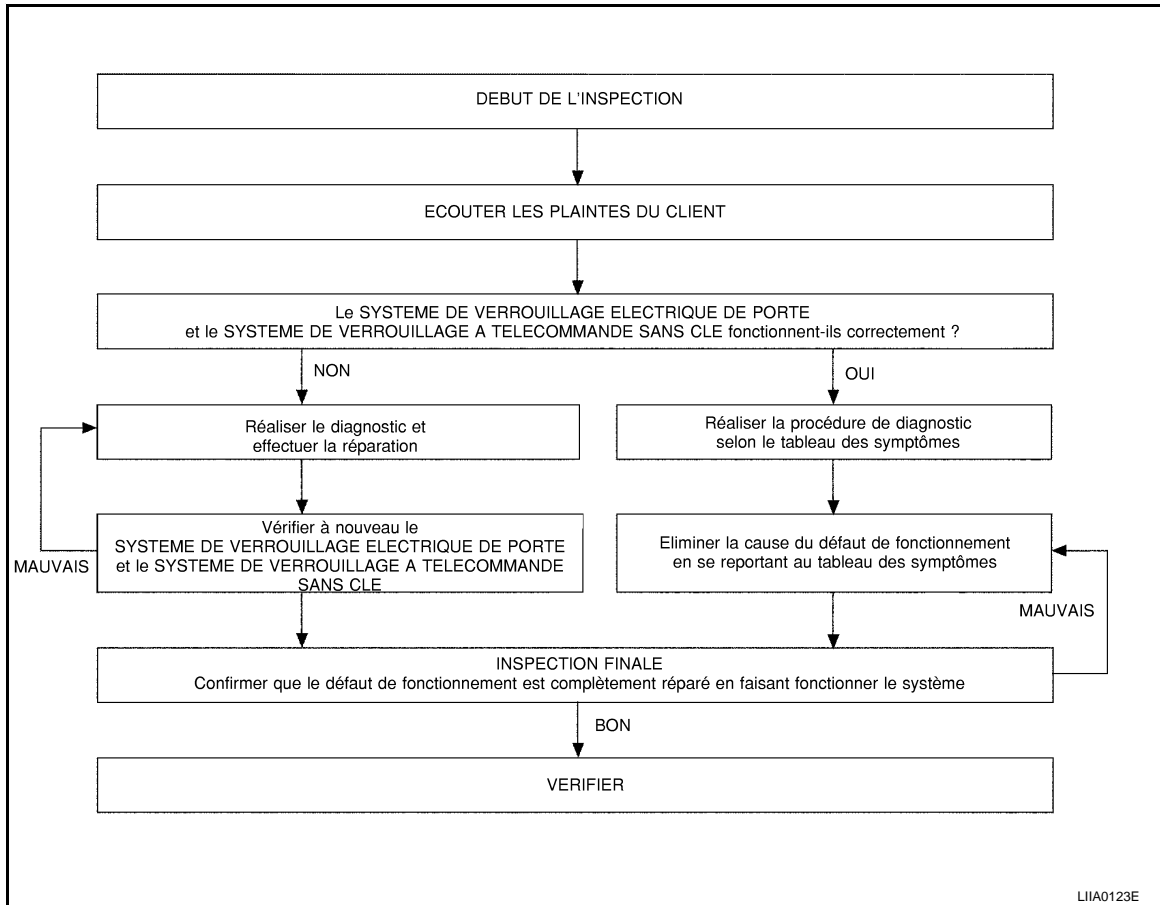 DEBUT DE L'INSPECTION
ECOUTER LES PLAINTES DU CLIENT
Le SYSTEME DE VERROUILLAGE ELECTRIQUE DE PORTE
et le SYSTEME DE VERROUILLAGE A TELECOMMANDE SANS CLE fonctionnent-ils correctement ?
NON
OUI
Réaliser le diagnostic et
effectuer la réparation
Réaliser la procédure de diagnostic
selon le tableau des symptômes
Vérifier à nouveau le
SYSTEME DE VERROUILLAGE ELECTRIQUE DE PORTE
et le SYSTEME DE VERROUILLAGE A TELECOMMANDE
SANS CLE
MAUVAIS
Eliminer la cause du défaut de fonctionnement
en se reportant au tableau des symptômes
MAUVAIS
INSPECTION FINALE
Confirmer que le défaut de fonctionnement est complètement réparé en faisant fonctionner le système
BON
VERIFIER
LIIA0123E